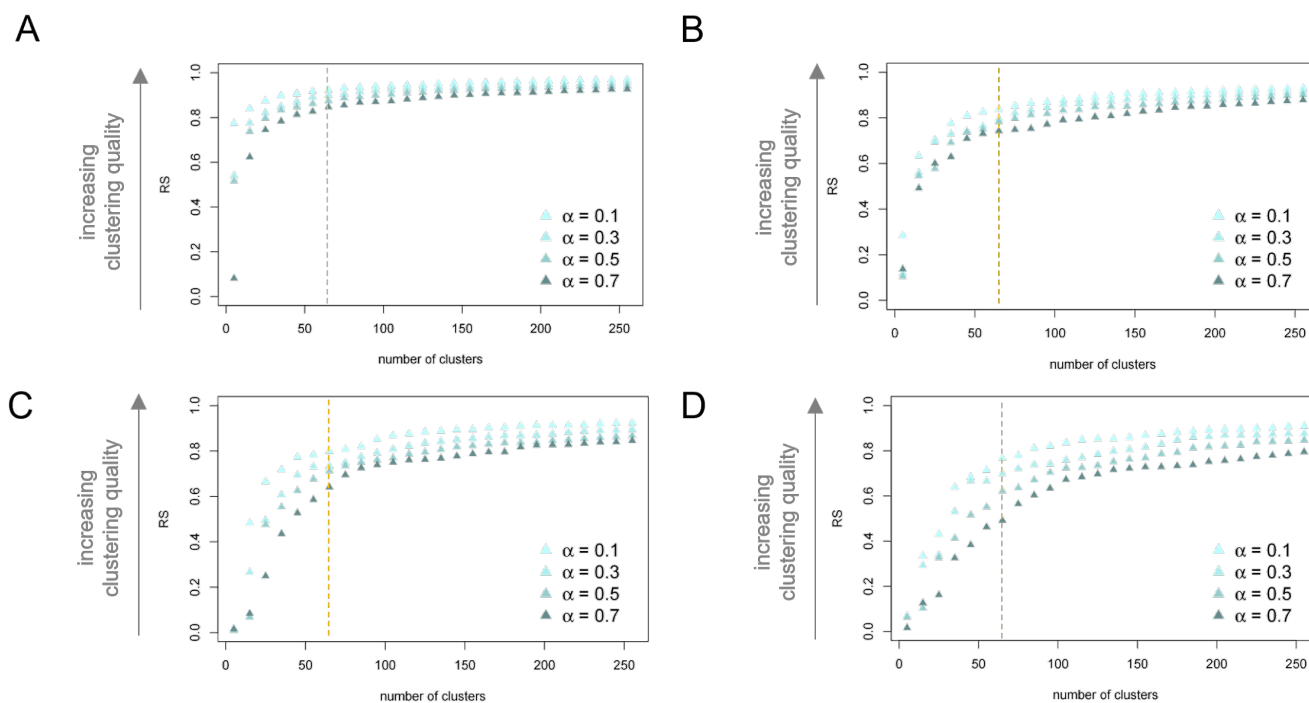 A
increasing
clustering quality
RS
0.0
0.2
0.4
0.6
0.8
1.0
α = 0.1
α = 0.3
α = 0.5
α = 0.7
0 50 100 150 200 250
number of clusters
B
increasing
clustering quality
RS
0.0
0.2
0.4
0.6
0.8
1.0
α = 0.1
α = 0.3
α = 0.5
α = 0.7
0 50 100 150 200 250
number of clusters
C
increasing
clustering quality
RS
0.0
0.2
0.4
0.6
0.8
1.0
α = 0.1
α = 0.3
α = 0.5
α = 0.7
0 50 100 150 200 250
number of clusters
D
increasing
clustering quality
RS
0.0
0.2
0.4
0.6
0.8
1.0
α = 0.1
α = 0.3
α = 0.5
α = 0.7
0 50 100 150 200 250
number of clusters